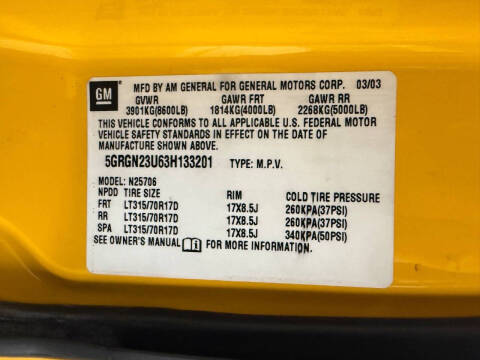 GM
MFD BY AM GENERAL FOR GENERAL MOTORS CORP. 03/03
GVWR GAWR FRT GAWR RR
3901KG(8600LB) 1814KG(4000LB) 2268KG(5000LB)
THIS VEHICLE CONFORMS TO ALL APPLICABLE U.S. FEDERAL MOTOR
VEHICLE SAFETY STANDARDS IN EFFECT ON THE DATE OF
MANUFACTURE SHOWN ABOVE.
5GRGN23U63H133201 TYPE: M.P.V.
MODEL: N25706
NPDD TIRE SIZE RIM COLD TIRE PRESSURE
FRT LT315/70R17D 17X8.5J 260KPA(37PSI)
RR LT315/70R17D 17X8.5J 260KPA(37PSI)
SPA LT315/70R17D 17X8.5J 340KPA(50PSI)
SEE OWNER'S MANUAL FOR MORE INFORMATION.